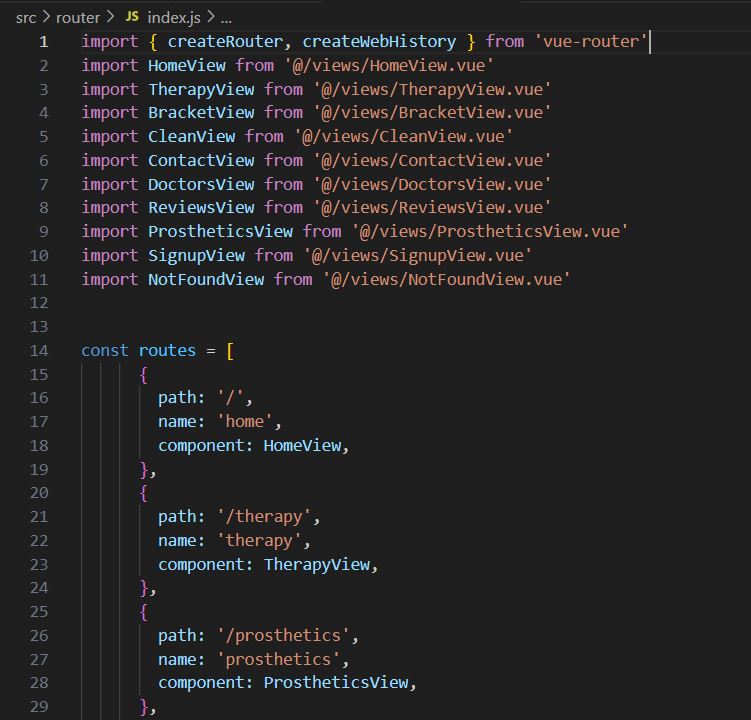 src > router > JS index.js > ...
1 import { createRouter, createWebHistory } from 'vue-router'
2 import HomeView from '@/views/HomeView.vue'
3 import TherapyView from '@/views/TherapyView.vue'
4 import BracketView from '@/views/BracketView.vue'
5 import CleanView from '@/views/CleanView.vue'
6 import ContactView from '@/views/ContactView.vue'
7 import DoctorsView from '@/views/DoctorsView.vue'
8 import ReviewsView from '@/views/ReviewsView.vue'
9 import ProstheticsView from '@/views/ProstheticsView.vue'
10 import SignupView from '@/views/SignupView.vue'
11 import NotFoundView from '@/views/NotFoundView.vue'
12
13
14 const routes = [
15 {
16 path: '/',
17 name: 'home',
18 component: HomeView,
19 },
20 {
21 path: '/therapy',
22 name: 'therapy',
23 component: TherapyView,
24 },
25 {
26 path: '/prosthetics',
27 name: 'prosthetics',
28 component: ProstheticsView,
29 },